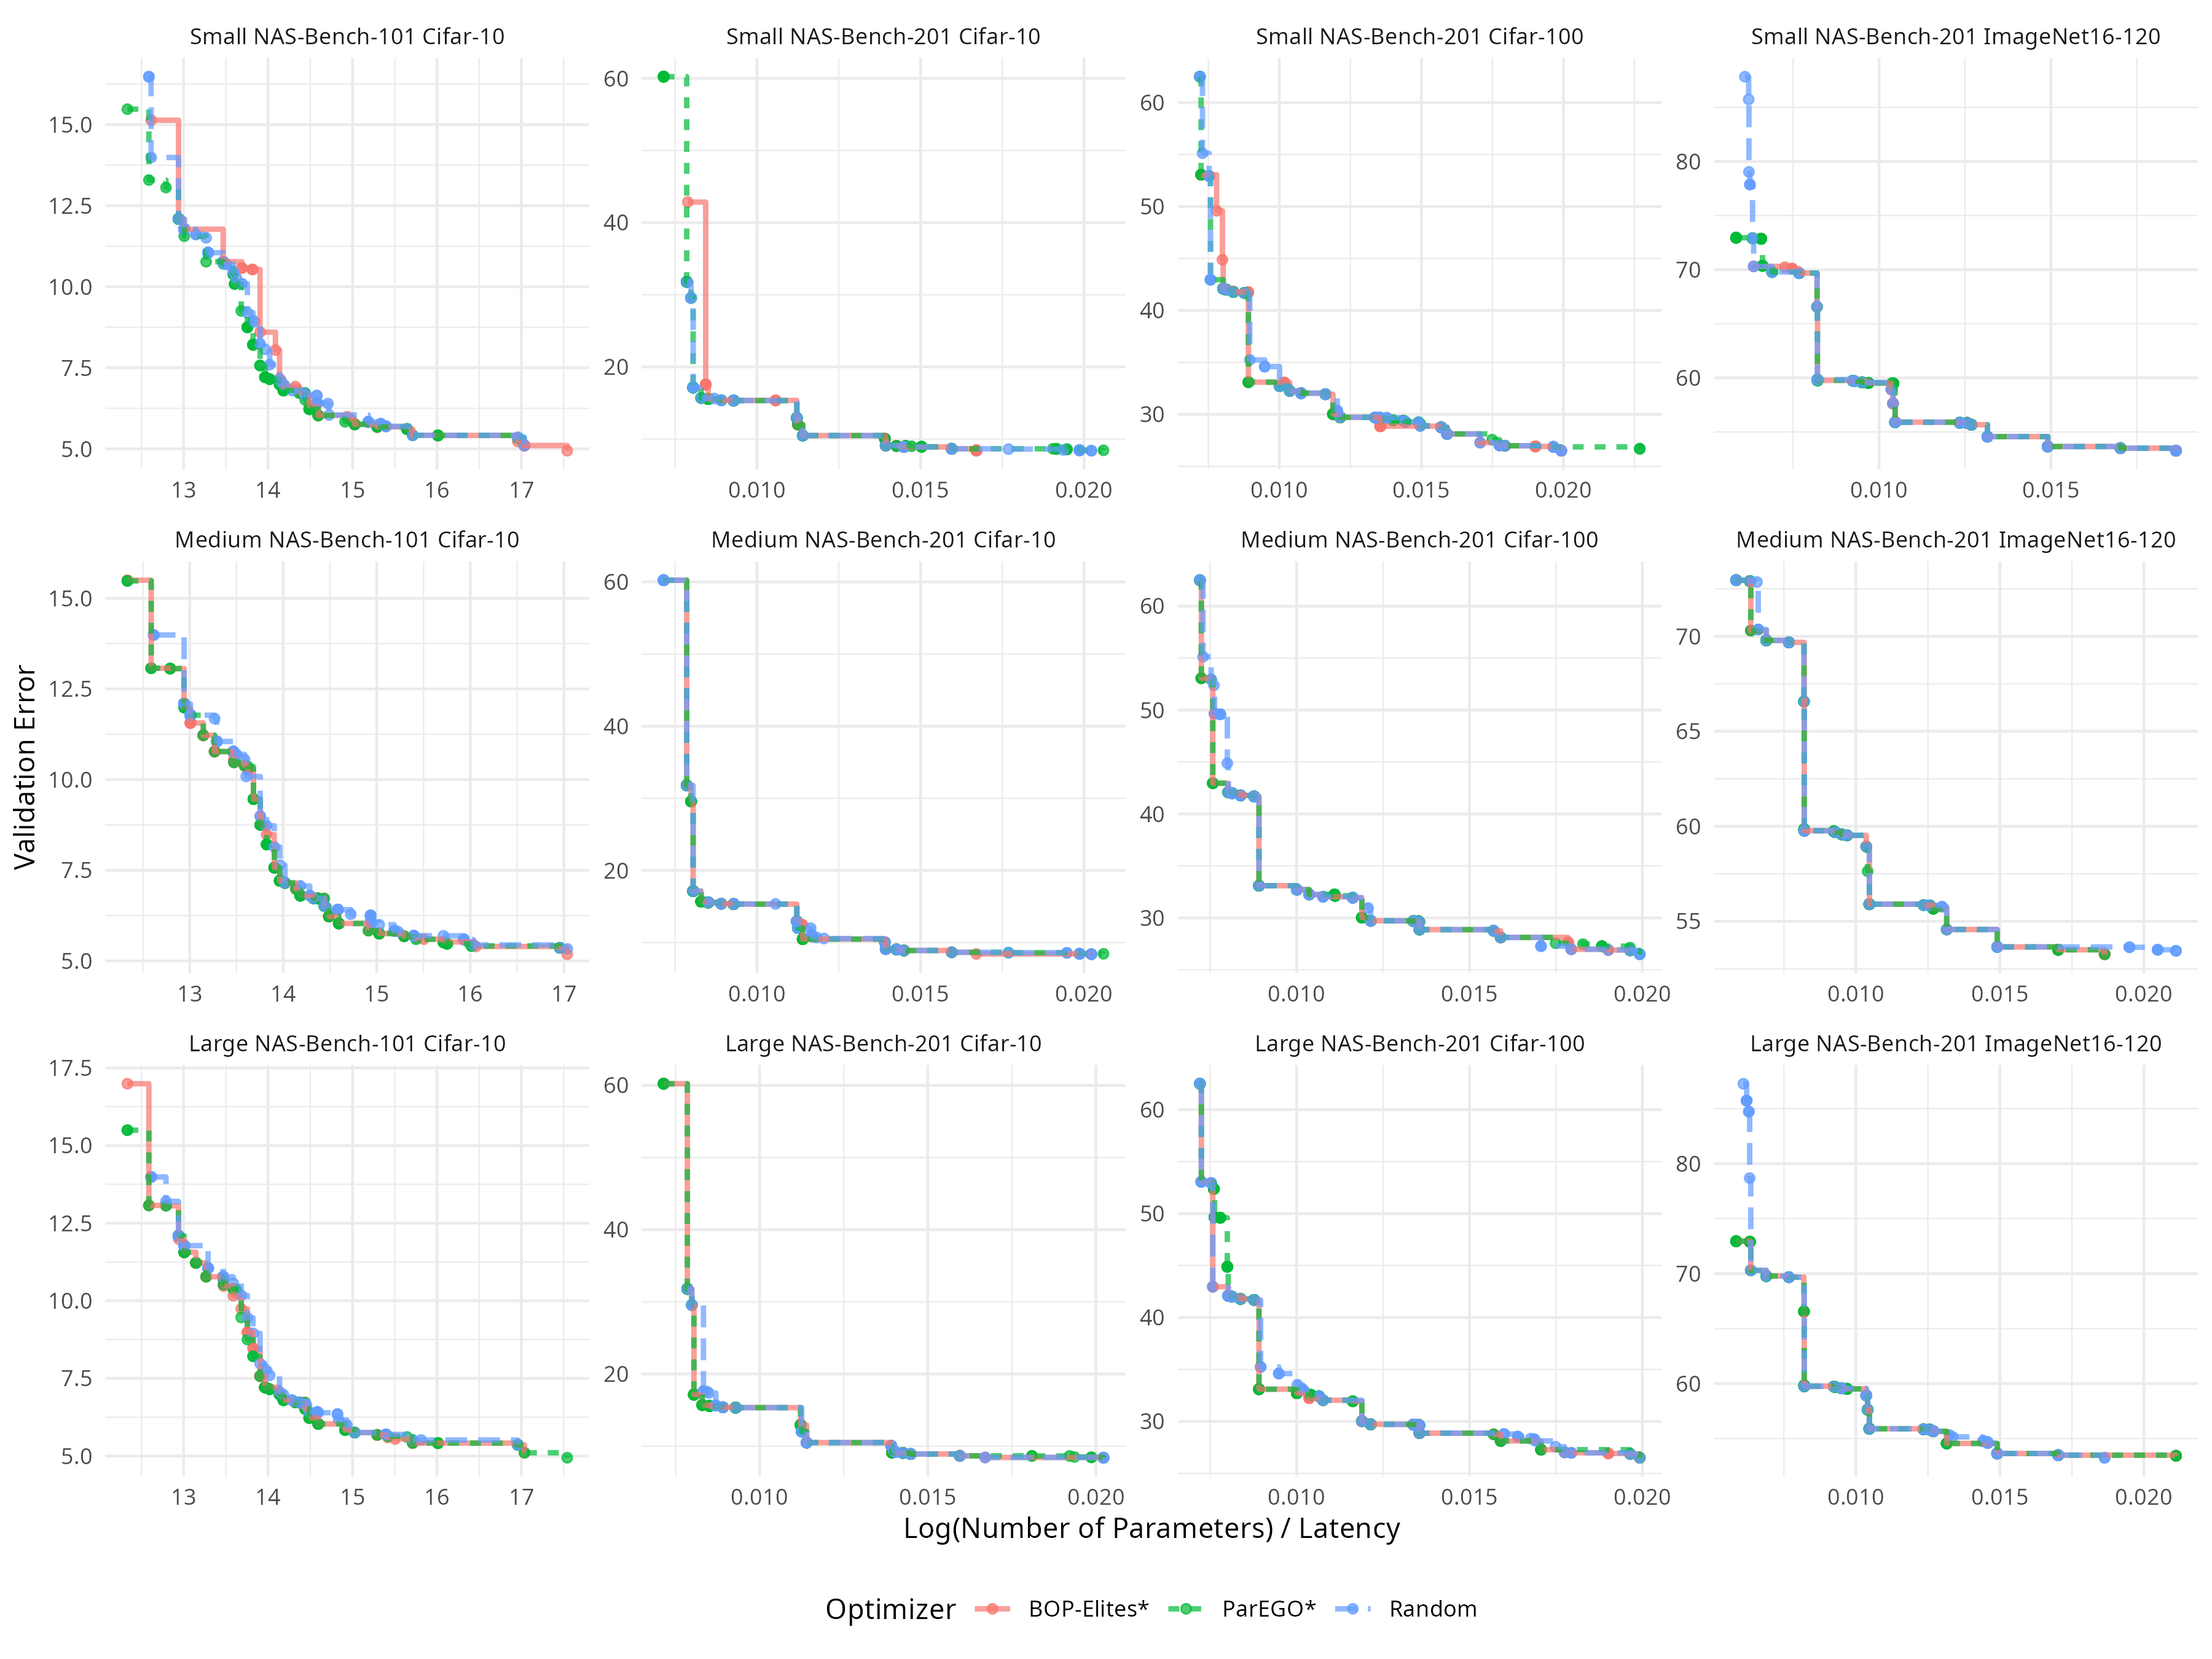 Small NAS-Bench-101 Cifar-10
Small NAS-Bench-201 Cifar-10
Small NAS-Bench-201 Cifar-100
Small NAS-Bench-201 ImageNet16-120
15.0
12.5
10.0
7.5
5.0
13 14 15 16 17
60
40
20
0.010 0.015 0.020
60
50
40
30
0.010 0.015 0.020
80
70
60
0.010 0.015
Medium NAS-Bench-101 Cifar-10
Medium NAS-Bench-201 Cifar-10
Medium NAS-Bench-201 Cifar-100
Medium NAS-Bench-201 ImageNet16-120
Validation Error
15.0
12.5
10.0
7.5
5.0
13 14 15 16 17
60
40
20
0.010 0.015 0.020
60
50
40
30
0.010 0.015 0.020
70
65
60
55
0.010 0.015 0.020
Large NAS-Bench-101 Cifar-10
Large NAS-Bench-201 Cifar-10
Large NAS-Bench-201 Cifar-100
Large NAS-Bench-201 ImageNet16-120
17.5
15.0
12.5
10.0
7.5
5.0
13 14 15 16 17
60
40
20
0.010 0.015 0.020
60
50
40
30
0.010 0.015 0.020
80
70
60
0.010 0.015 0.020
Log(Number of Parameters) / Latency
Optimizer BOP-Elites* ParEGO* Random